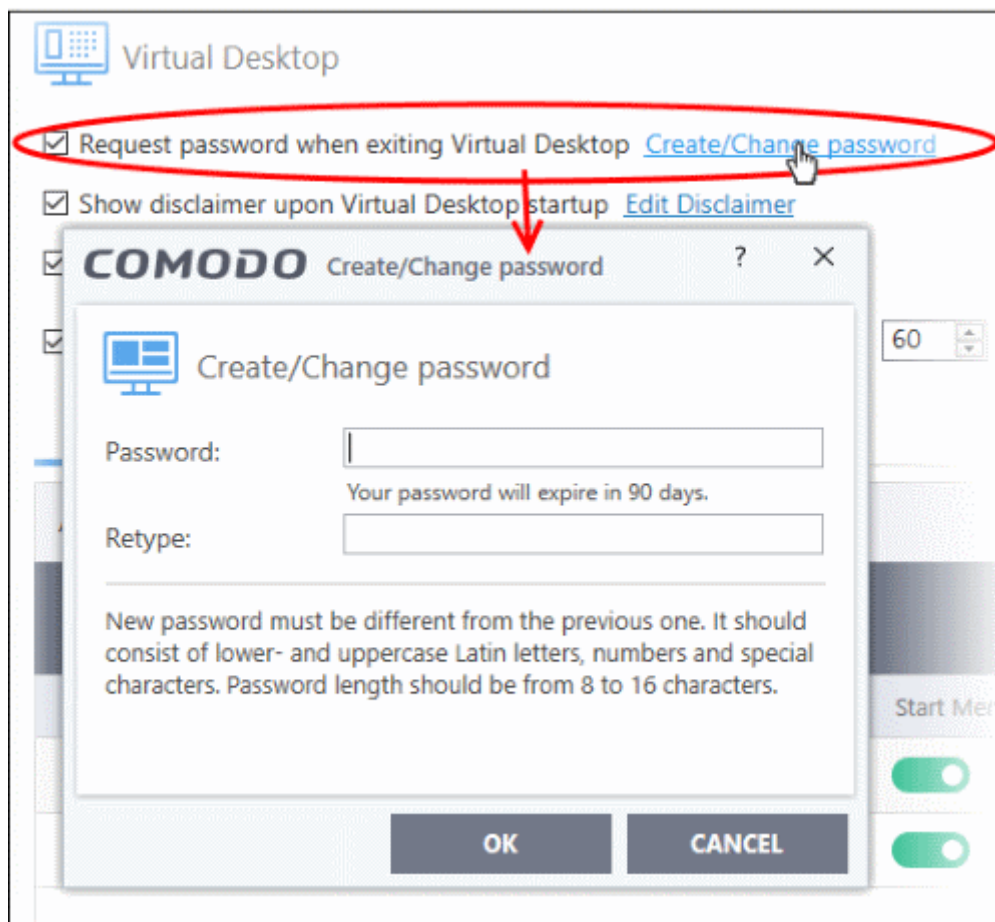 Virtual Desktop
Request password when exiting Virtual Desktop Create/Change password
Show disclaimer upon Virtual Desktop startup Edit Disclaimer
COMODO Create/Change password ?
60
Create/Change password
Password:
Your password will expire in 90 days.
Retype:
New password must be different from the previous one. It should
consist of lower- and uppercase Latin letters, numbers and special
characters. Password length should be from 8 to 16 characters.
Start
OK CANCEL